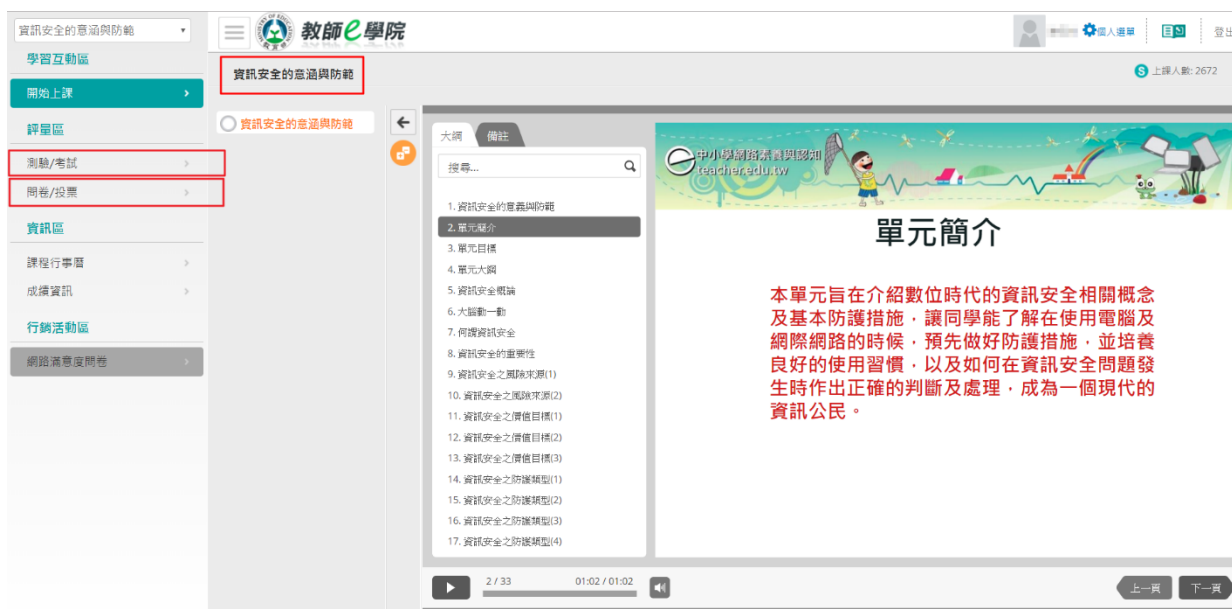 資訊安全的意涵與防範
學習互動區
開始上課
評量區
測驗/考試
問卷/投票
資訊區
課程行事曆
成績資訊
行銷活動區
網路滿意度問卷
教師e學院
個人選單
登出
資訊安全的意涵與防範
上課人數: 2672
資訊安全的意涵與防範
大綱
備註
搜尋...
1. 資訊安全的意義與防範
2. 單元簡介
3. 單元目標
4. 單元大綱
5. 資訊安全概論
6. 大腦動一動
7. 何謂資訊安全
8. 資訊安全的重要性
9. 資訊安全之風險來源(1)
10. 資訊安全之風險來源(2)
11. 資訊安全之價值目標(1)
12. 資訊安全之價值目標(2)
13. 資訊安全之價值目標(3)
14. 資訊安全之防護類型(1)
15. 資訊安全之防護類型(2)
16. 資訊安全之防護類型(3)
17. 資訊安全之防護類型(4)
中小學網路素養與認知
teacher.edu.tw
單元簡介
本單元旨在介紹數位時代的資訊安全相關概念
及基本防護措施，讓同學能了解在使用電腦及
網際網路的時候，預先做好防護措施，並培養
良好的使用習慣，以及如何在資訊安全問題發
生時作出正確的判斷及處理，成為一個現代的
資訊公民。
2 / 33
01:02 / 01:02
上一頁
下一頁